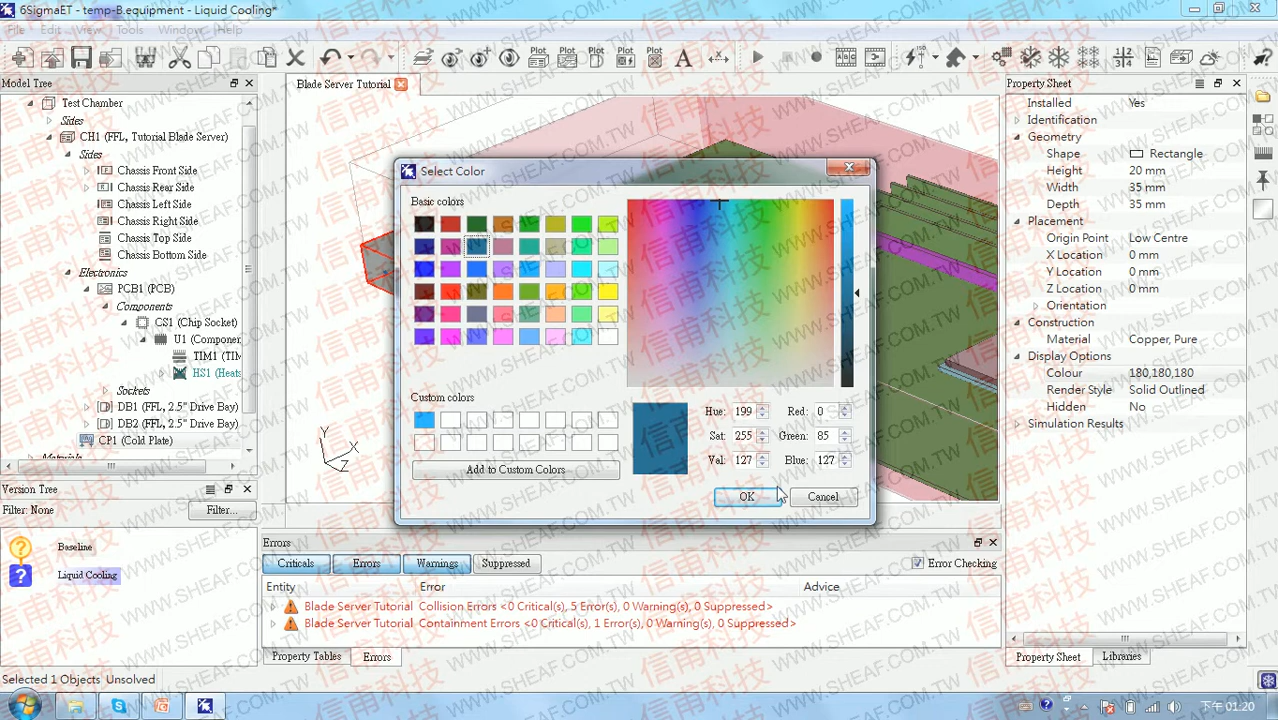 6SigmaET - temp-B.equipment - Liquid Cooling*
File Edit View Tools Window Help
Plot Plot Plot Plot Plot
Model Tree
Test Chamber
Sides
CH1 (FFL, Tutorial Blade Server)
Sides
Chassis Front Side
Chassis Rear Side
Chassis Left Side
Chassis Right Side
Chassis Top Side
Chassis Bottom Side
Electronics
PCB1 (PCB)
Components
CS1 (Chip Socket)
U1 (Componen
TIM1 (TIM
HS1 (Heats
Sockets
DB1 (FFL, 2.5" Drive Bay)
DB2 (FFL, 2.5" Drive Bay)
CP1 (Cold Plate)
Version Tree
Filter: None
Filter...
Baseline
Liquid Cooling
Selected 1 Objects Unsolved
Blade Server Tutorial
Y
X
Z
Select Color
Basic colors
Custom colors
Add to Custom Colors
Hue: 199 Red: 0
Sat: 255 Green: 85
Val: 127 Blue: 127
OK Cancel
Errors
Criticals Errors Warnings Suppressed
Error Checking
Entity Error Advice
Blade Server Tutorial Collision Errors <0 Critical(s), 5 Error(s), 0 Warning(s), 0 Suppressed>
Blade Server Tutorial Containment Errors <0 Critical(s), 1 Error(s), 0 Warning(s), 0 Suppressed>
Property Tables Errors
Property Sheet
Installed Yes
Identification
Geometry
Shape Rectangle
Height 20 mm
Width 35 mm
Depth 35 mm
Placement
Origin Point Low Centre
X Location 0 mm
Y Location 0 mm
Z Location 0 mm
Orientation
Construction
Material Copper, Pure
Display Options
Colour 180,180,180
Render Style Solid Outlined
Hidden No
Simulation Results
Property Sheet Libraries
下午 01:20
信甫科技 WWW.SHEAF.COM.TW